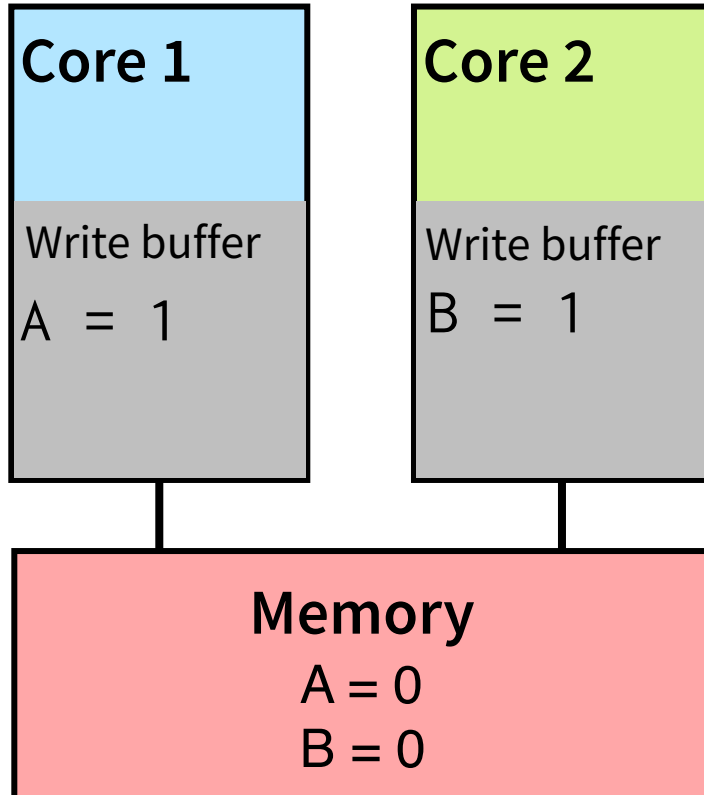 Core 1
Write buffer
A = 1
Core 2
Write buffer
B = 1
Memory
A = 0
B = 0